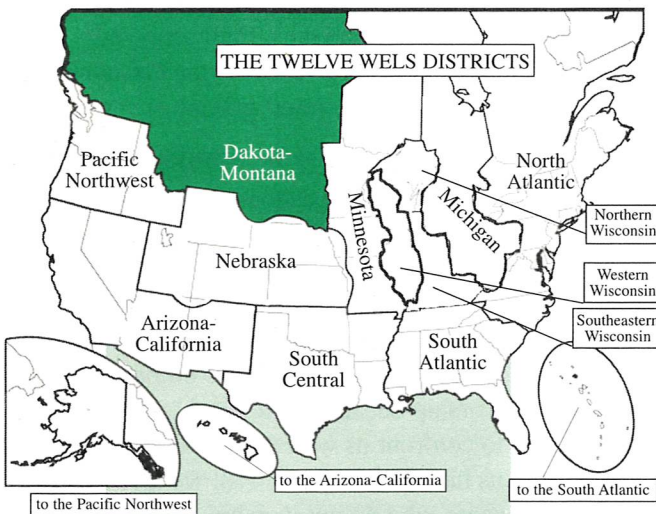 THE TWELVE WELS DISTRICTS
Pacific
Northwest
Dakota-
Montana
North
Atlantic
Minnesota
Michigan
Northern
Wisconsin
Nebraska
Western
Wisconsin
Southeastern
Wisconsin
Arizona-
California
South
Central
South
Atlantic
to the Arizona-California
to the Pacific Northwest
to the South Atlantic